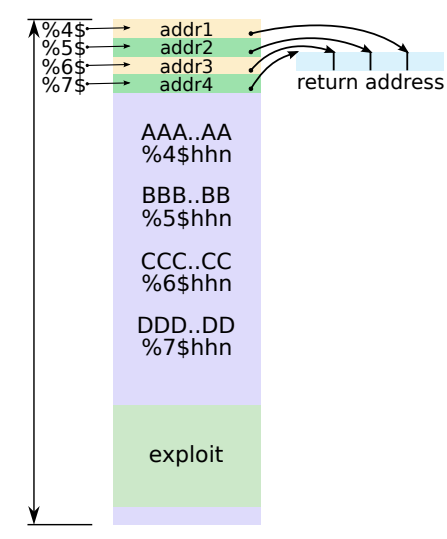 %4$ addr1
%5$ addr2
%6$ addr3
%7$ addr4
return address
AAA..AA
%4$hhn
BBB..BB
%5$hhn
CCC..CC
%6$hhn
DDD..DD
%7$hhn
exploit